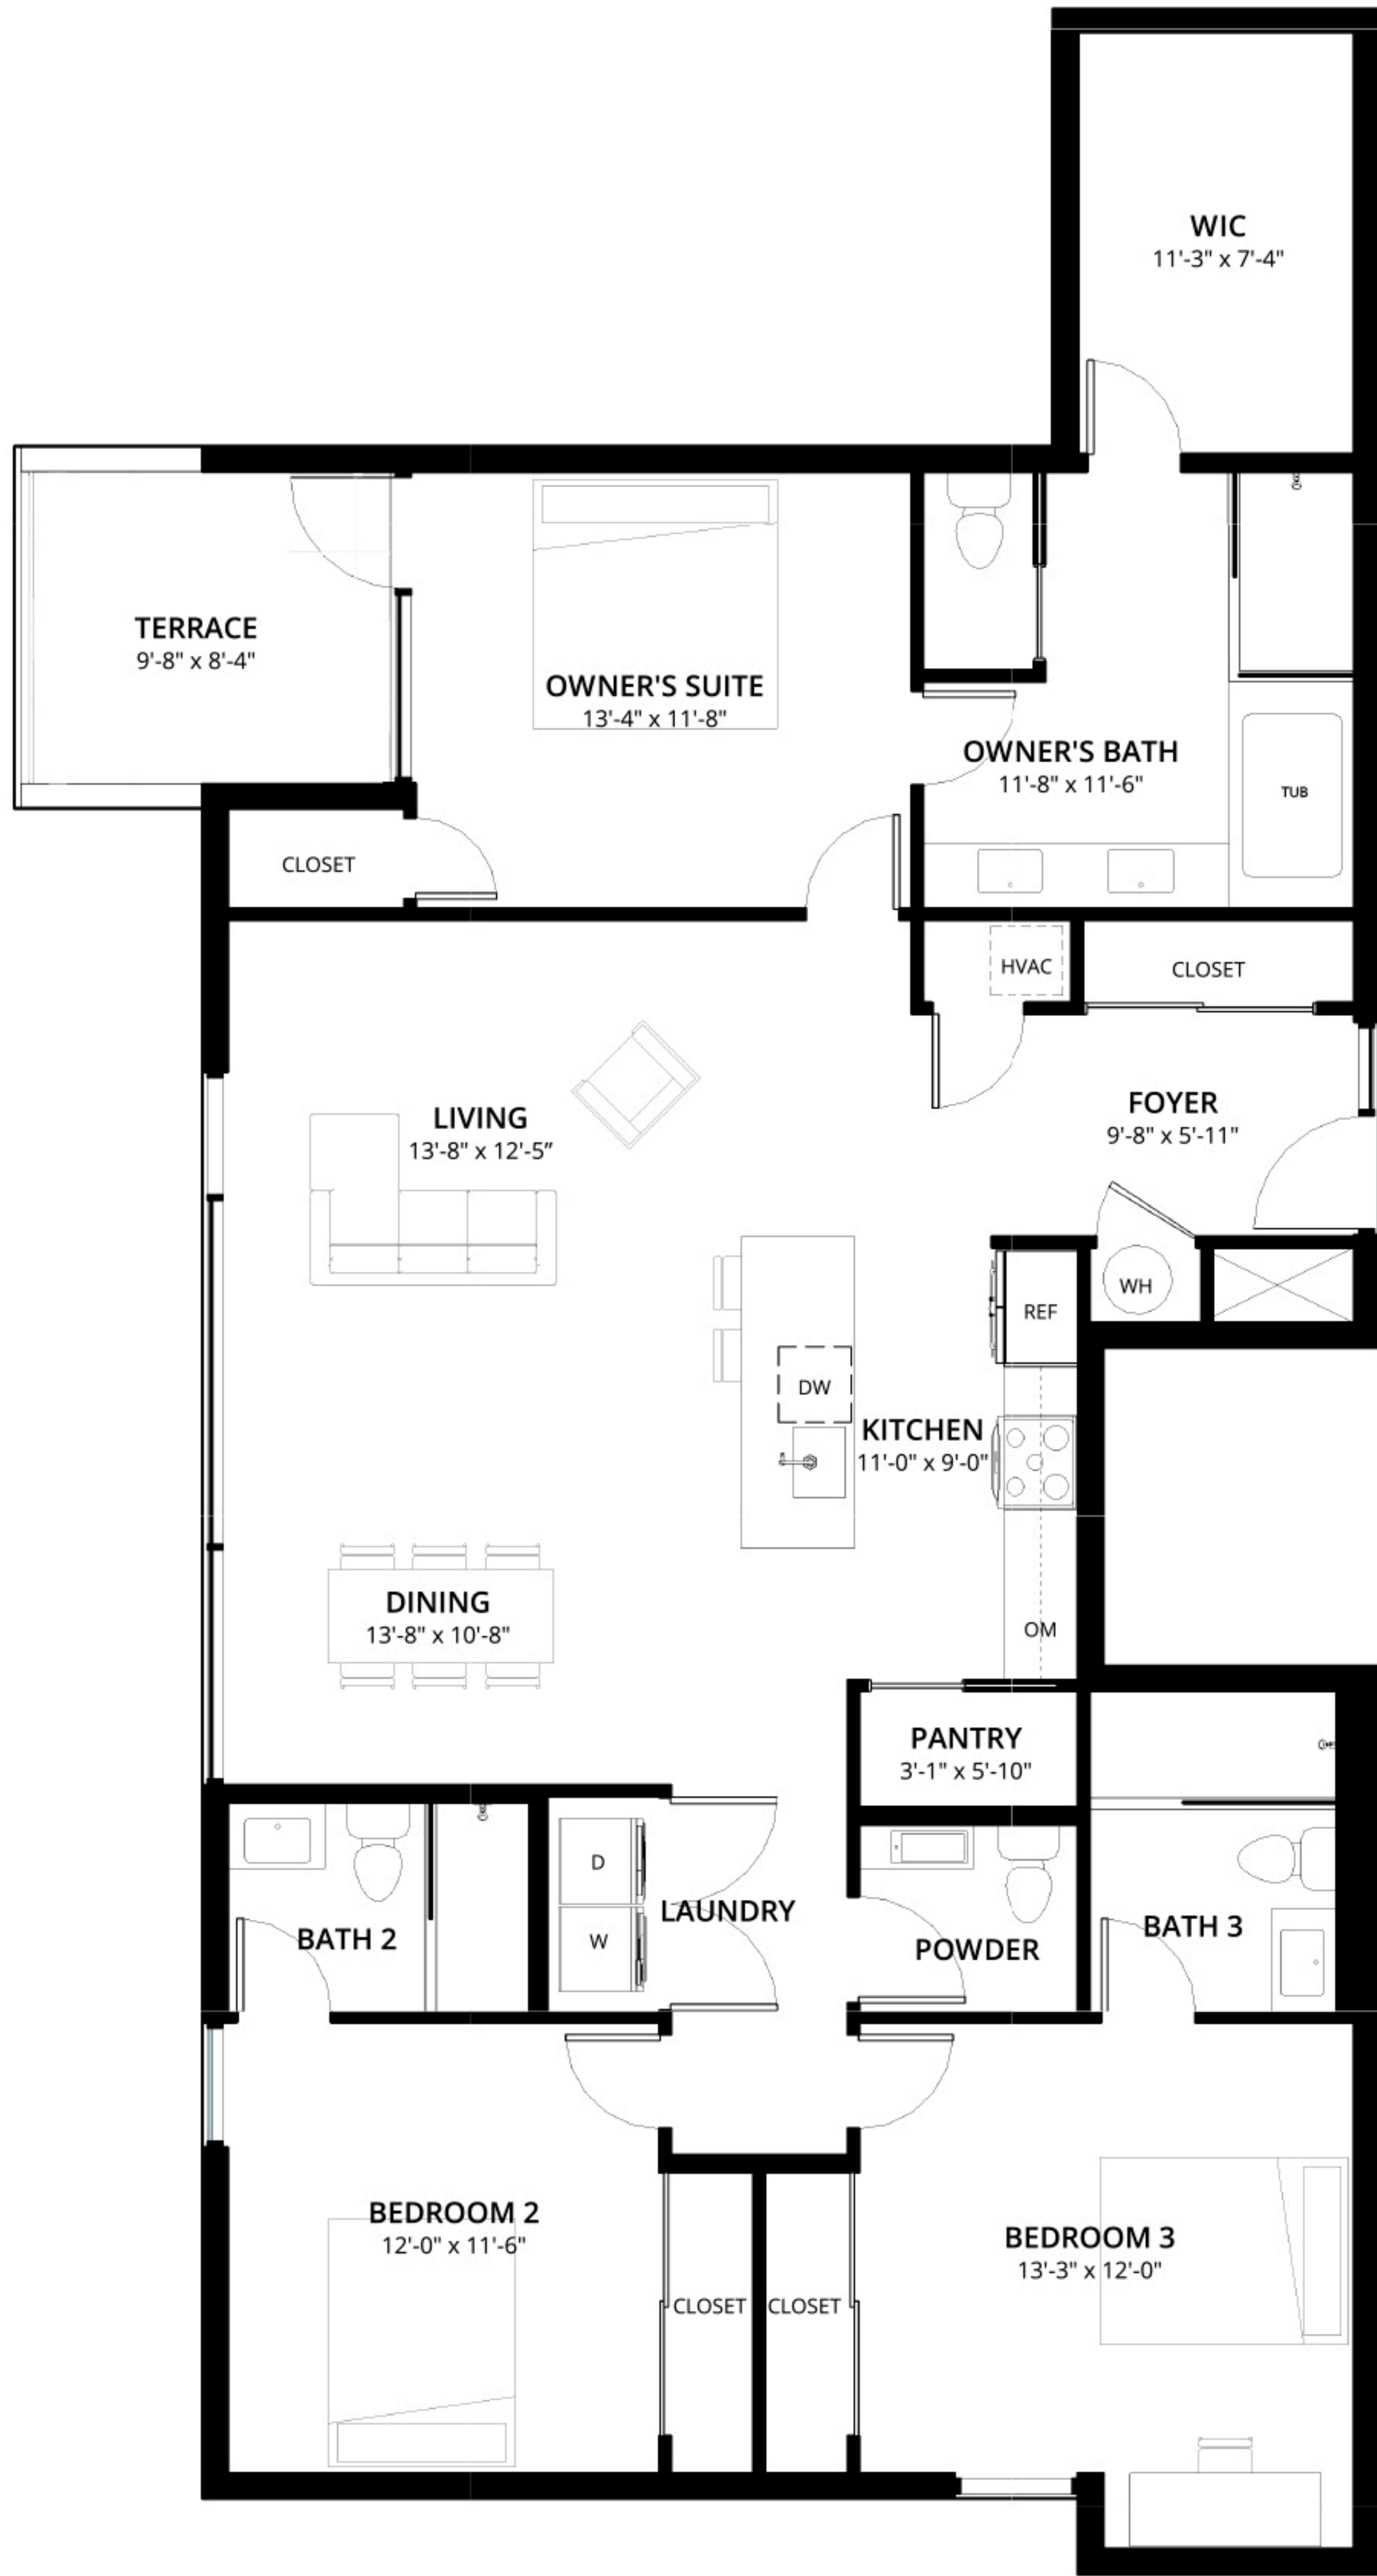 WIC
11'-3" x 7'-4"
TERRACE
9'-8" x 8'-4"
OWNER'S SUITE
13'-4" x 11'-8"
OWNER'S BATH
11'-8" x 11'-6"
TUB
CLOSET
HVAC
CLOSET
LIVING
13'-8" x 12'-5”
FOYER
9'-8" x 5'-11"
WH
REF
DW
KITCHEN
11'-0" x 9'-0"
DINING
13'-8" x 10'-8"
OM
PANTRY
3'-1" x 5'-10"
D
W
LAUNDRY
BATH 2
POWDER
BATH 3
BEDROOM 2
12'-0" x 11'-6"
BEDROOM 3
13'-3" x 12'-0"
CLOSET
CLOSET